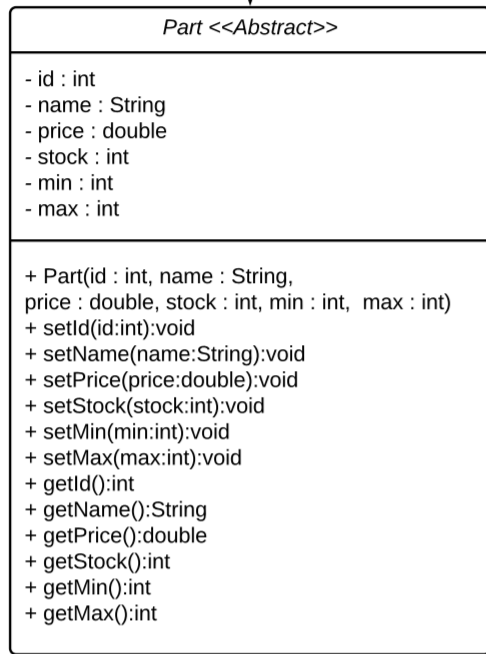 Part <<Abstract>>
- id : int
- name : String
- price : double
- stock : int
- min : int
- max : int
+ Part(id : int, name : String,
price : double, stock : int, min : int,  max : int)
+ setId(id:int):void
+ setName(name:String):void
+ setPrice(price:double):void
+ setStock(stock:int):void
+ setMin(min:int):void
+ setMax(max:int):void
+ getId():int
+ getName():String
+ getPrice():double
+ getStock():int
+ getMin():int
+ getMax():int